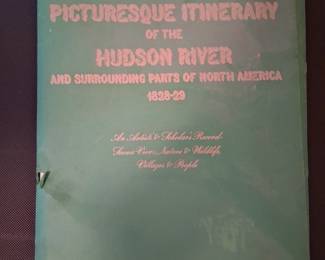 PICTURESQUE ITINERARY
OF THE
HUDSON RIVER
AND SURROUNDING PARTS OF NORTH AMERICA
1828-29
An Artist's & Scholar's Record
Scenic Views, Nature & Wildlife,
Villages & People